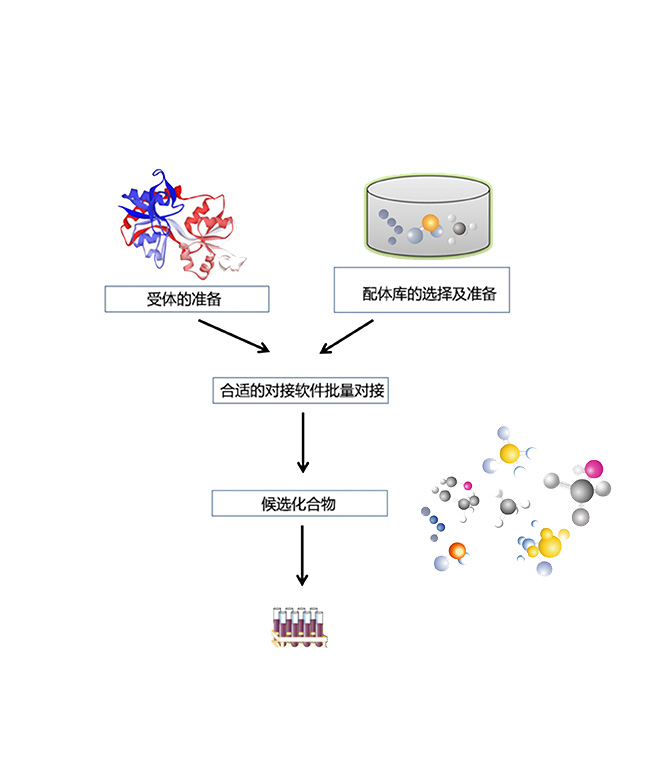 受体的准备
配体库的选择及准备
合适的对接软件批量对接
候选化合物